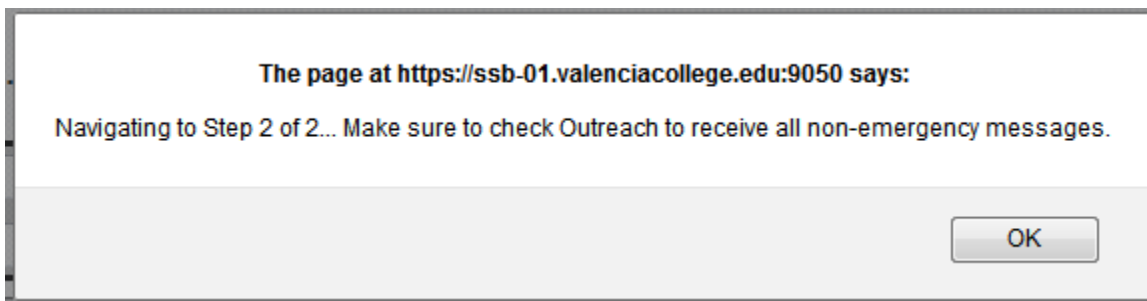 The page at https://ssb-01.valenciacollege.edu:9050 says:
Navigating to Step 2 of 2... Make sure to check Outreach to receive all non-emergency messages.
OK